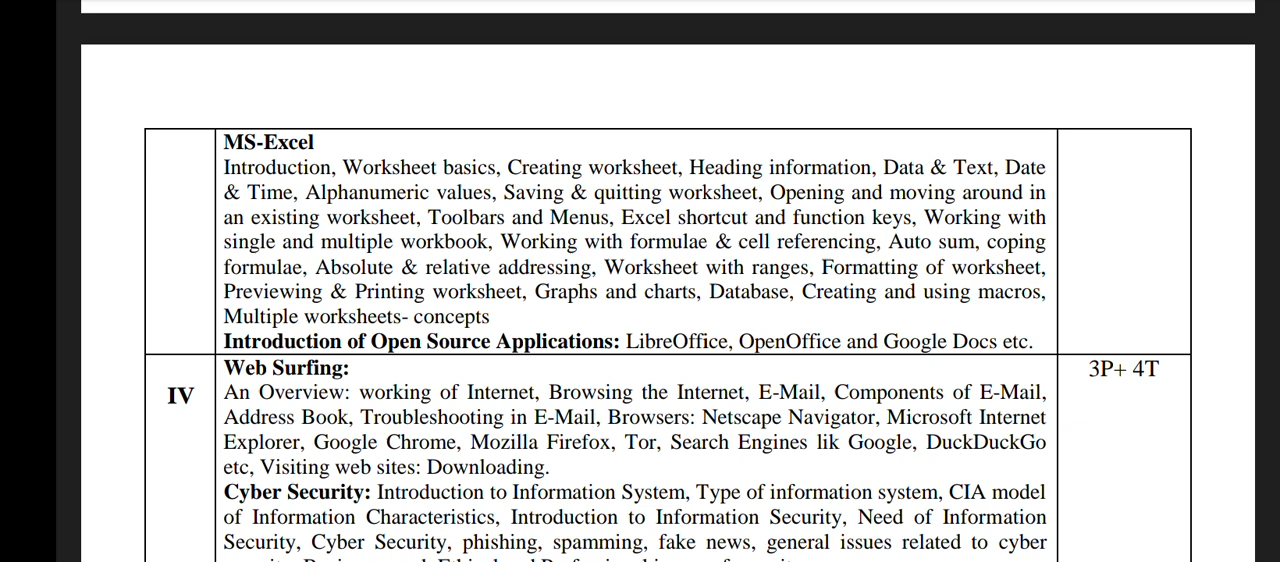 MS-Excel
Introduction, Worksheet basics, Creating worksheet, Heading information, Data & Text, Date
& Time, Alphanumeric values, Saving & quitting worksheet, Opening and moving around in
an existing worksheet, Toolbars and Menus, Excel shortcut and function keys, Working with
single and multiple workbook, Working with formulae & cell referencing, Auto sum, coping
formulae, Absolute & relative addressing, Worksheet with ranges, Formatting of worksheet,
Previewing & Printing worksheet, Graphs and charts, Database, Creating and using macros,
Multiple worksheets- concepts
Introduction of Open Source Applications: LibreOffice, OpenOffice and Google Docs etc.
IV
Web Surfing:
An Overview: working of Internet, Browsing the Internet, E-Mail, Components of E-Mail,
Address Book, Troubleshooting in E-Mail, Browsers: Netscape Navigator, Microsoft Internet
Explorer, Google Chrome, Mozilla Firefox, Tor, Search Engines lik Google, DuckDuckGo
etc, Visiting web sites: Downloading.
Cyber Security: Introduction to Information System, Type of information system, CIA model
of Information Characteristics, Introduction to Information Security, Need of Information
Security, Cyber Security, phishing, spamming, fake news, general issues related to cyber
3P+ 4T